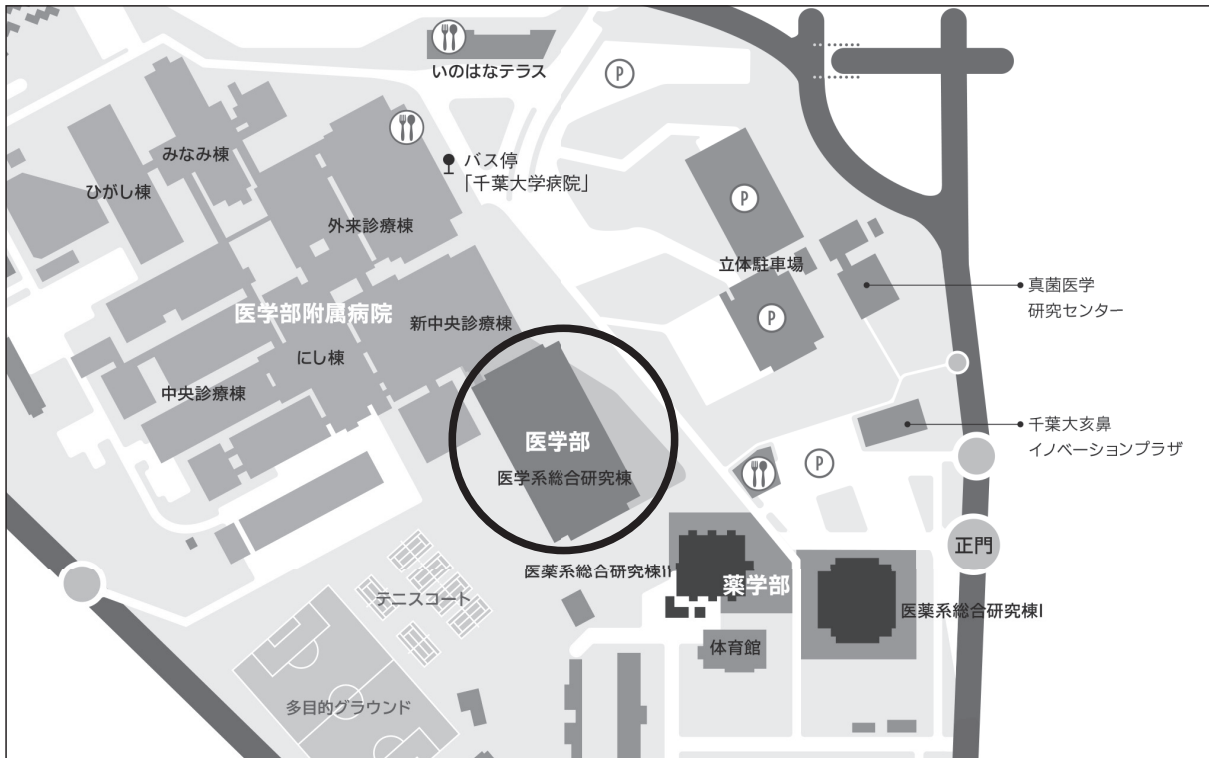 いのはなテラス
P
バス停
「千葉大学病院」
みなみ棟
ひがし棟
外来診療棟
P
立体駐車場
P
真菌医学
研究センター
医学部附属病院
新中央診療棟
にし棟
中央診療棟
千葉大亥鼻
イノベーションプラザ
医学部
医学系総合研究棟
P
正門
医薬系総合研究棟II
薬学部
テニスコート
医薬系総合研究棟I
体育館
多目的グラウンド